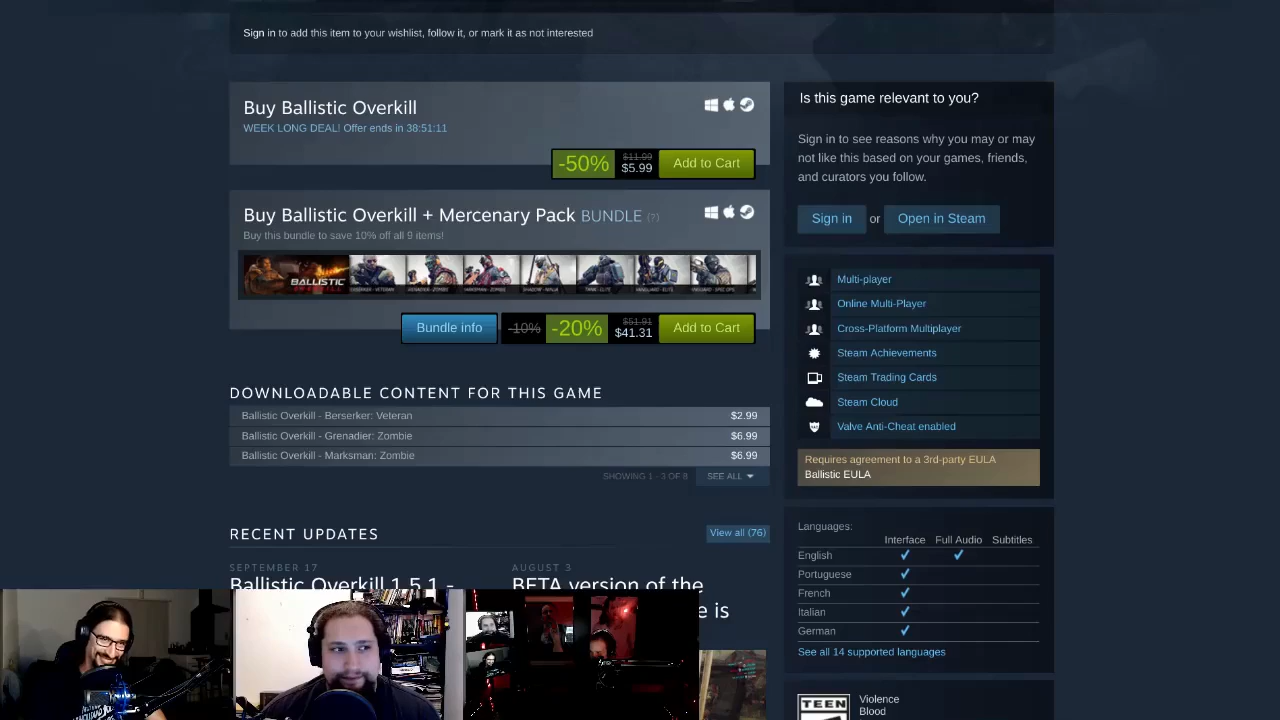 Sign in to add this item to your wishlist, follow it, or mark it as not interested
Buy Ballistic Overkill
WEEK LONG DEAL! Offer ends in 38:51:11
-50%
$11.99
$5.99
Add to Cart
Buy Ballistic Overkill + Mercenary Pack BUNDLE (?)
Buy this bundle to save 10% off all 9 items!
BALLISTIC
Bundle info
-10%
-20%
$51.91
$41.31
Add to Cart
DOWNLOADABLE CONTENT FOR THIS GAME
Ballistic Overkill - Berserker: Veteran $2.99
Ballistic Overkill - Grenadier: Zombie $6.99
Ballistic Overkill - Marksman: Zombie $6.99
SHOWING 1 - 3 OF 8 SEE ALL
RECENT UPDATES
View all (76)
SEPTEMBER 17
Ballistic Overkill 1.5.1 -
AUGUST 3
BETA version of the
e is
Is this game relevant to you?
Sign in to see reasons why you may or may
not like this based on your games, friends,
and curators you follow.
Sign in or Open in Steam
Multi-player
Online Multi-Player
Cross-Platform Multiplayer
Steam Achievements
Steam Trading Cards
Steam Cloud
Valve Anti-Cheat enabled
Requires agreement to a 3rd-party EULA
Ballistic EULA
Languages:
Interface Full Audio Subtitles
English
Portuguese
French
Italian
German
See all 14 supported languages
TEEN
Violence
Blood